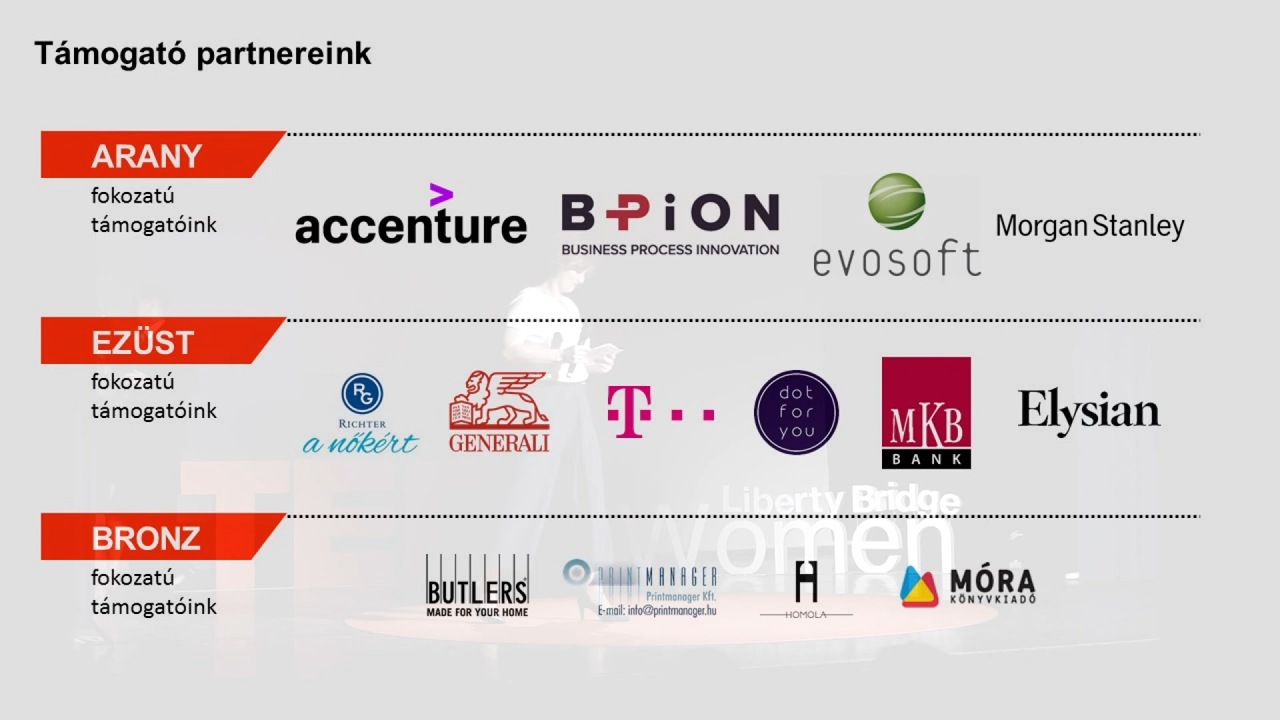 Támogató partnereink
ARANY
fokozatú
támogatóink
accenture
B+PiON
BUSINESS PROCESS INNOVATION
evosoft
Morgan Stanley
EZÜST
fokozatú
támogatóink
RG
RICHTER
a nőkért
GENERALI
T
dot
for
you
MKB
BANK
Elysian
Liberty Bridge
Women
TE
BRONZ
fokozatú
támogatóink
BUTLERS
MADE FOR YOUR HOME
PRINTMANAGER
Printmanager Kft.
E-mail: info@printmanager.hu
H
HOMOLA
MÓRA
KÖNYVKIADÓ